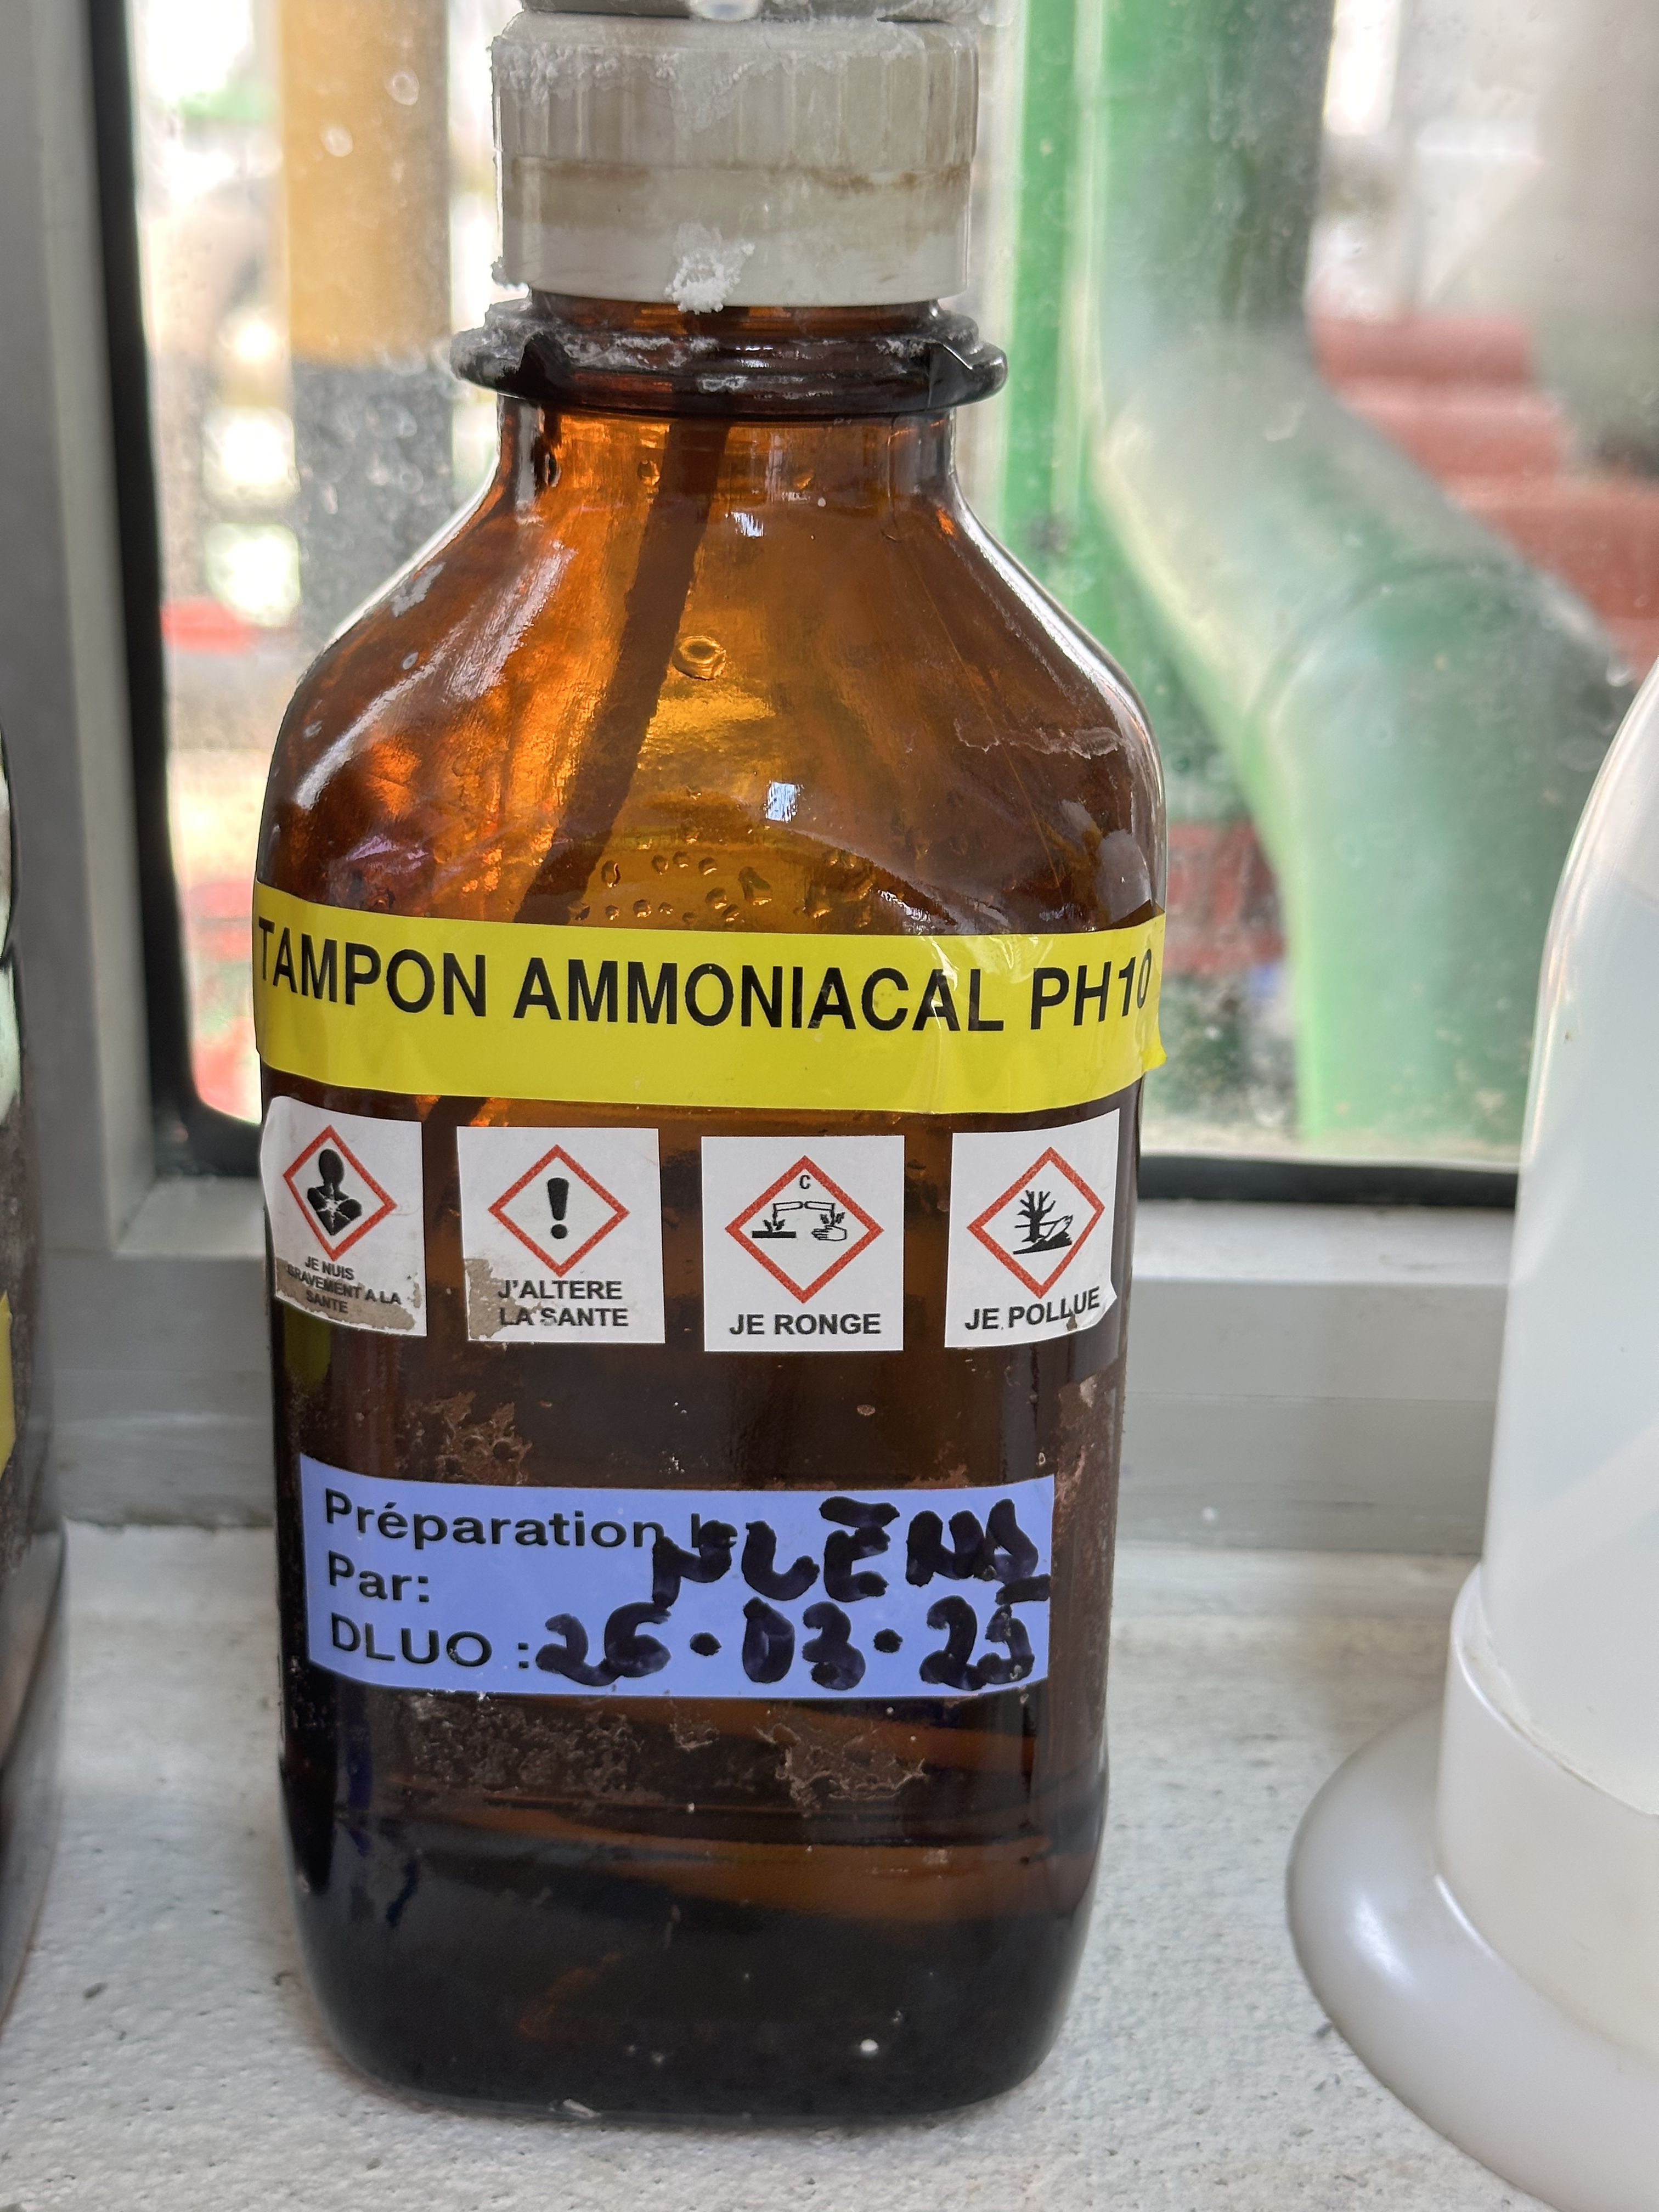 TAMPON AMMONIACAL PH10
JE NUIS
GRAVEMENT A LA
SANTE
J'ALTERE
LA SANTE
C
JE RONGE
JE POLLUE
Préparation le
Par:
DLUO : 26.03.25